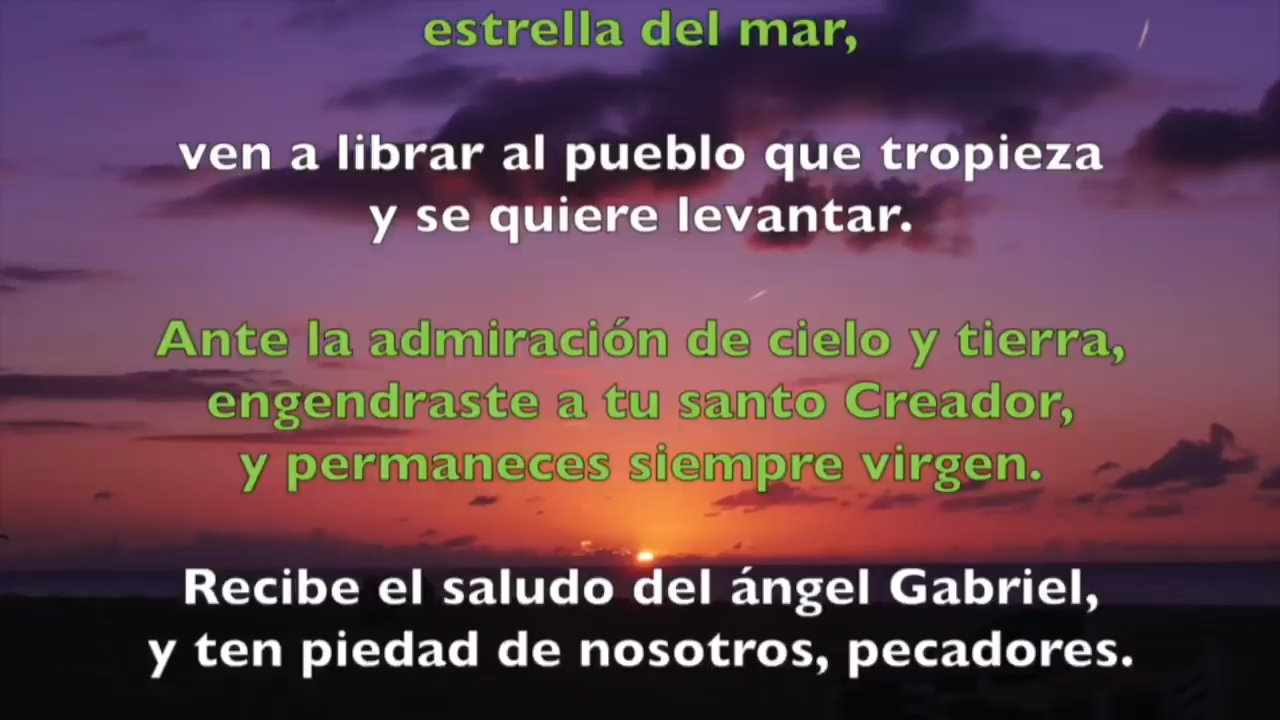 estrella del mar,
ven a librar al pueblo que tropieza
y se quiere levantar.
Ante la admiración de cielo y tierra,
engendraste a tu santo Creador,
y permaneces siempre virgen.
Recibe el saludo del ángel Gabriel,
y ten piedad de nosotros, pecadores.